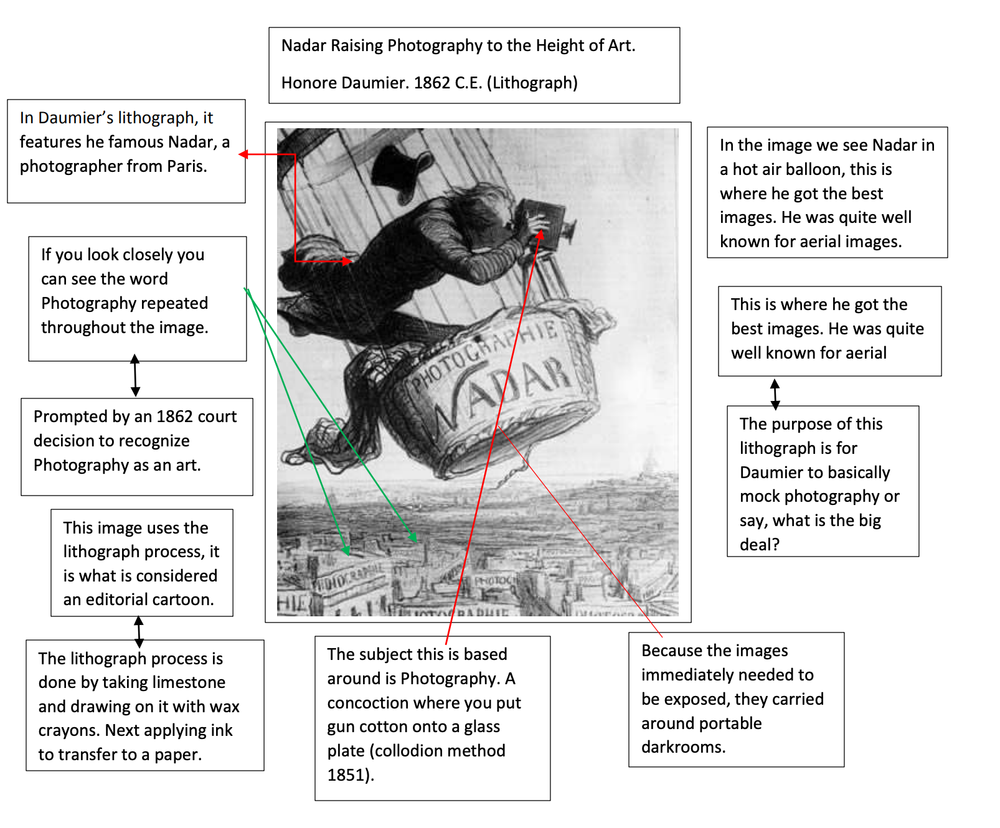 Nadar Raising Photography to the Height of Art.
Honore Daumier. 1862 C.E. (Lithograph)
In Daumier’s lithograph, it
features he famous Nadar, a
photographer from Paris.
If you look closely you
can see the word
Photography repeated
throughout the image.
Prompted by an 1862 court
decision to recognize
Photography as an art.
This image uses the
lithograph process, it
is what is considered
an editorial cartoon.
The lithograph process is
done by taking limestone
and drawing on it with wax
crayons. Next applying ink
to transfer to a paper.
PHOTOGRAPHIE
NADAR
PHOTOGRAPHIE
PHOTOGR
HIE
The subject this is based
around is Photography. A
concoction where you put
gun cotton onto a glass
plate (collodion method
1851).
Because the images
immediately needed to
be exposed, they carried
around portable
darkrooms.
In the image we see Nadar in
a hot air balloon, this is
where he got the best
images. He was quite well
known for aerial images.
This is where he got the
best images. He was quite
well known for aerial
The purpose of this
lithograph is for
Daumier to basically
mock photography or
say, what is the big
deal?